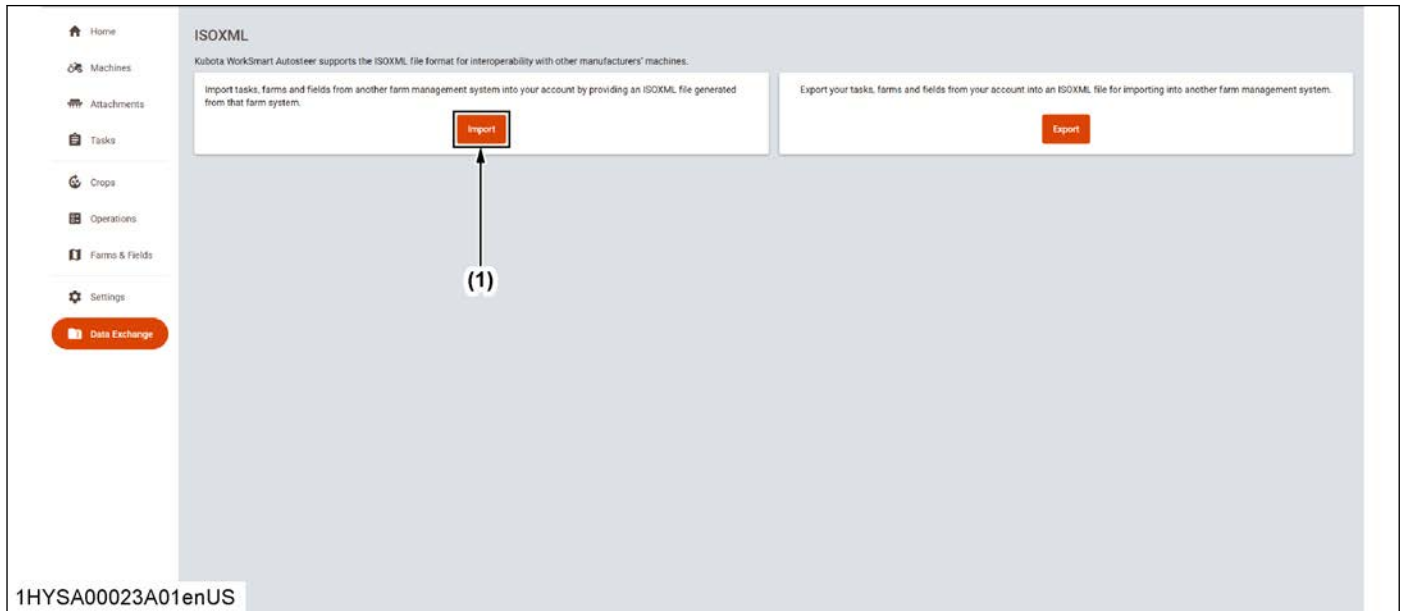 Home
Machines
Attachments
Tasks
Crops
Operations
Farms & Fields
Settings
Data Exchange
ISOXML
Kubota WorkSmart Autosteer supports the ISOXML file format for interoperability with other manufacturers' machines.
Import tasks, farms and fields from another farm management system into your account by providing an ISOXML file generated
from that farm system.
Import
Export your tasks, farms and fields from your account into an ISOXML file for importing into another farm management system.
Export
(1)
1HYSA00023A01enUS